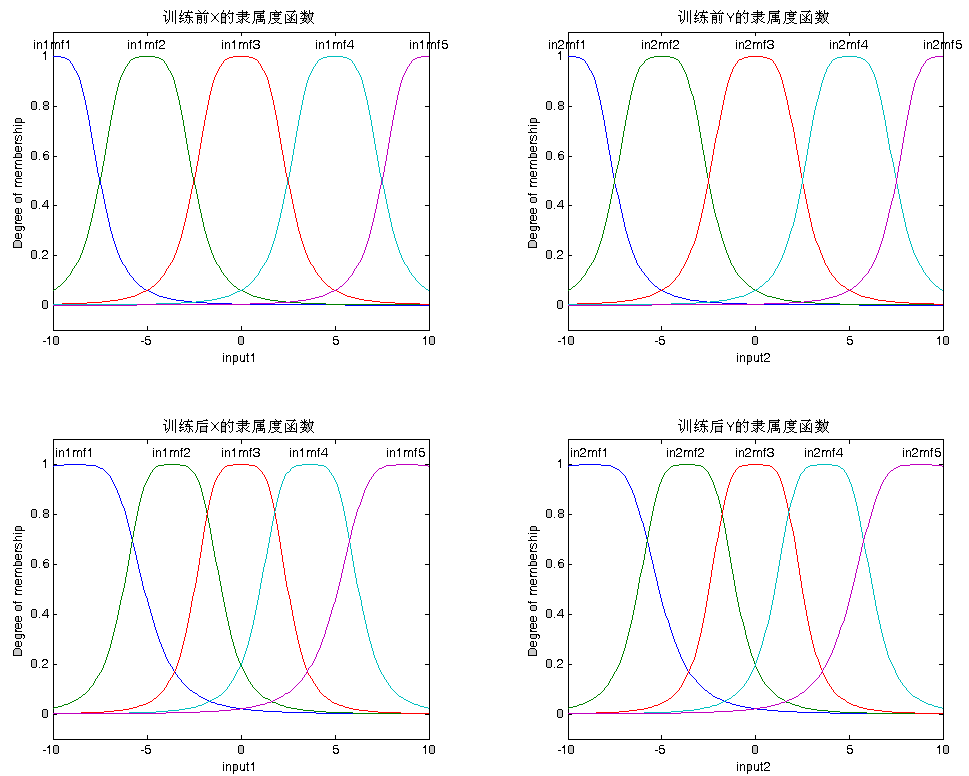 训练前X的隶属度函数
in1mf1 in1mf2 in1mf3 in1mf4 in1mf5
1
0.8
0.6
0.4
0.2
0
Degree of membership
-10 -5 0 5 10
input1
训练前Y的隶属度函数
in2mf1 in2mf2 in2mf3 in2mf4 in2mf5
1
0.8
0.6
0.4
0.2
0
Degree of membership
-10 -5 0 5 10
input2
训练后X的隶属度函数
in1mf1 in1mf2 in1mf3 in1mf4 in1mf5
1
0.8
0.6
0.4
0.2
0
Degree of membership
-10 -5 0 5 10
input1
训练后Y的隶属度函数
in2mf1 in2mf2 in2mf3 in2mf4 in2mf5
1
0.8
0.6
0.4
0.2
0
Degree of membership
-10 -5 0 5 10
input2